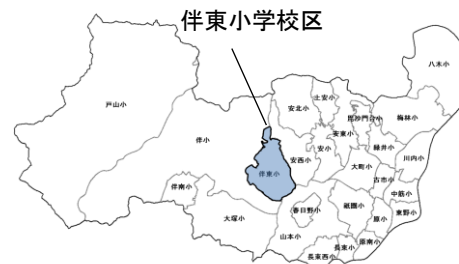 伴東小学校区
八木小
戸山小
安北小
上安小
毘沙門台小
梅林小
伴小
安東小
緑井小
川内小
安西小
安小
伴東小
大町小
古市小
中筋小
伴南小
春日野小
祇園小
原小
東野小
大塚小
山本小
長束小
原南小
長束西小